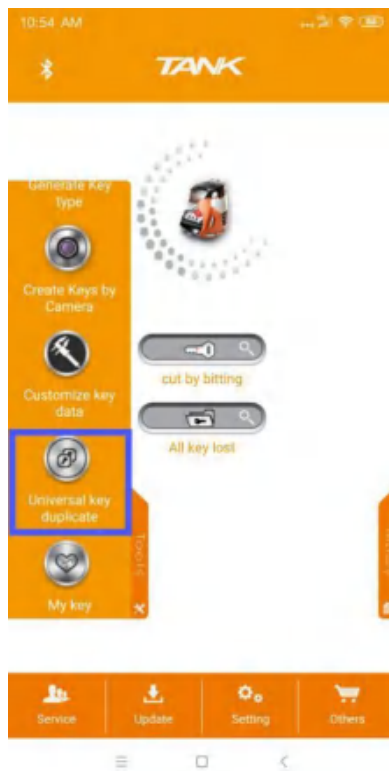 10:54 AM
TANK
Generate Key
type
Create Keys by
Camera
Customize key
data
Universal key
duplicate
My key
cut by bitting
All key lost
Tools
Service
Update
Setting
Others